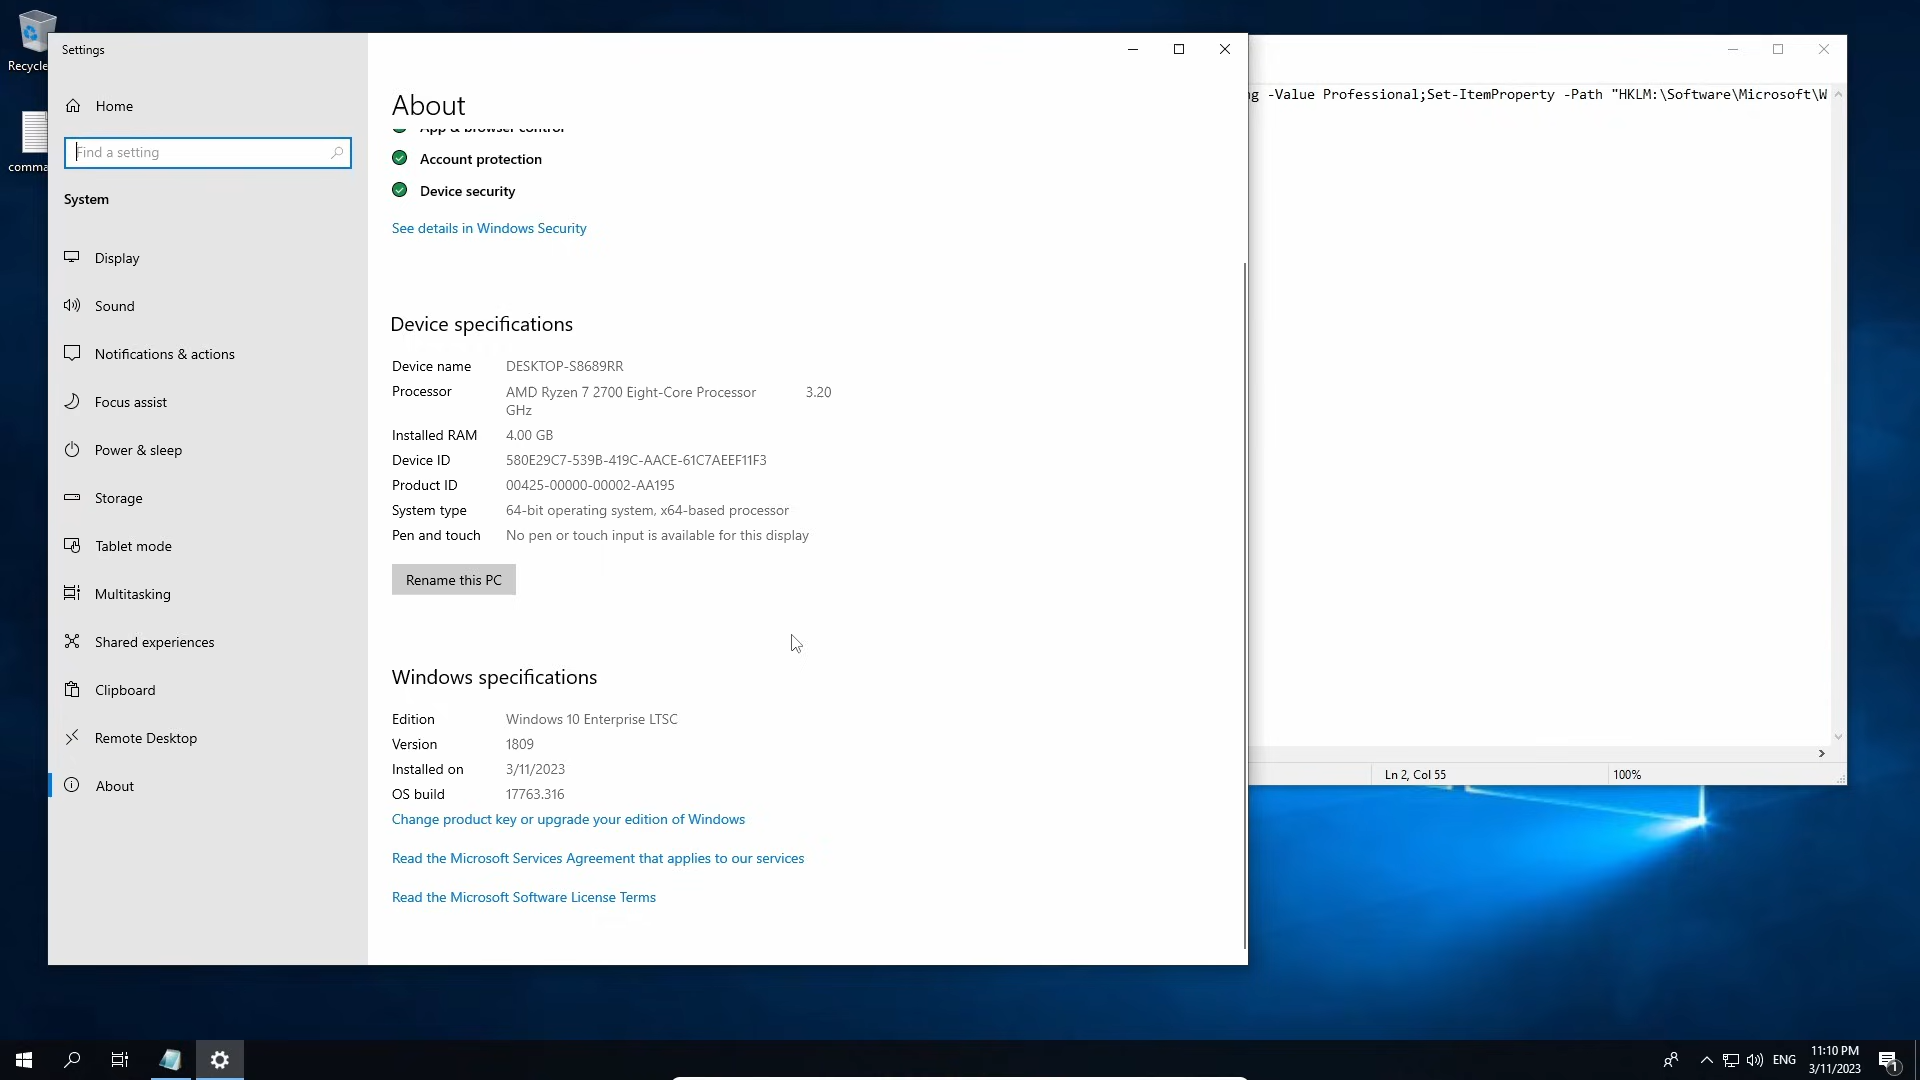 Recycle
comma
Settings
Home
Find a setting
System
Display
Sound
Notifications & actions
Focus assist
Power & sleep
Storage
Tablet mode
Multitasking
Shared experiences
Clipboard
Remote Desktop
About
About
App & browser control
Account protection
Device security
See details in Windows Security
Device specifications
Device name DESKTOP-S8689RR
Processor AMD Ryzen 7 2700 Eight-Core Processor 3.20
GHz
Installed RAM 4.00 GB
Device ID 580E29C7-539B-419C-AACE-61C7AEEF11F3
Product ID 00425-00000-00002-AA195
System type 64-bit operating system, x64-based processor
Pen and touch No pen or touch input is available for this display
Rename this PC
Windows specifications
Edition Windows 10 Enterprise LTSC
Version 1809
Installed on 3/11/2023
OS build 17763.316
Change product key or upgrade your edition of Windows
Read the Microsoft Services Agreement that applies to our services
Read the Microsoft Software License Terms
ng -Value Professional;Set-ItemProperty -Path "HKLM:\Software\Microsoft\W
Ln 2, Col 55 100%
ENG
11:10 PM
3/11/2023
1